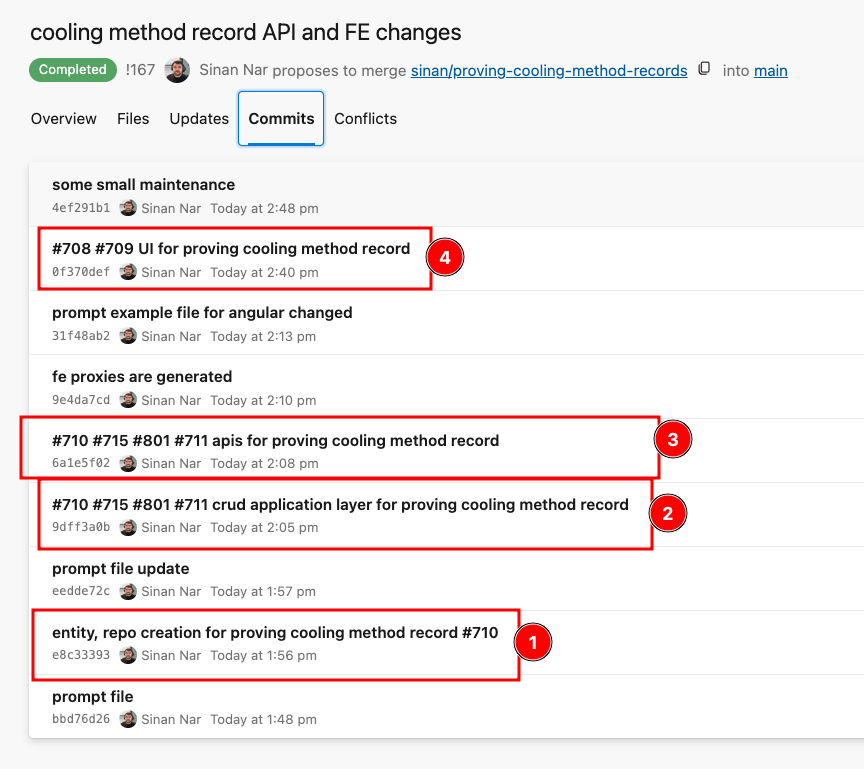 cooling method record API and FE changes
Completed !167 Sinan Nar proposes to merge sinan/proving-cooling-method-records into main
Overview Files Updates Commits Conflicts
some small maintenance
4ef291b1 Sinan Nar Today at 2:48 pm
#708 #709 UI for proving cooling method record
4
0f370def Sinan Nar Today at 2:40 pm
prompt example file for angular changed
31f48ab2 Sinan Nar Today at 2:13 pm
fe proxies are generated
9e4da7cd Sinan Nar Today at 2:10 pm
#710 #715 #801 #711 apis for proving cooling method record
3
6a1e5f02 Sinan Nar Today at 2:08 pm
#710 #715 #801 #711 crud application layer for proving cooling method record
2
9dff3a0b Sinan Nar Today at 2:05 pm
prompt file update
eedde72c Sinan Nar Today at 1:57 pm
entity, repo creation for proving cooling method record #710
1
e8c33393 Sinan Nar Today at 1:56 pm
prompt file
bbd76d26 Sinan Nar Today at 1:48 pm